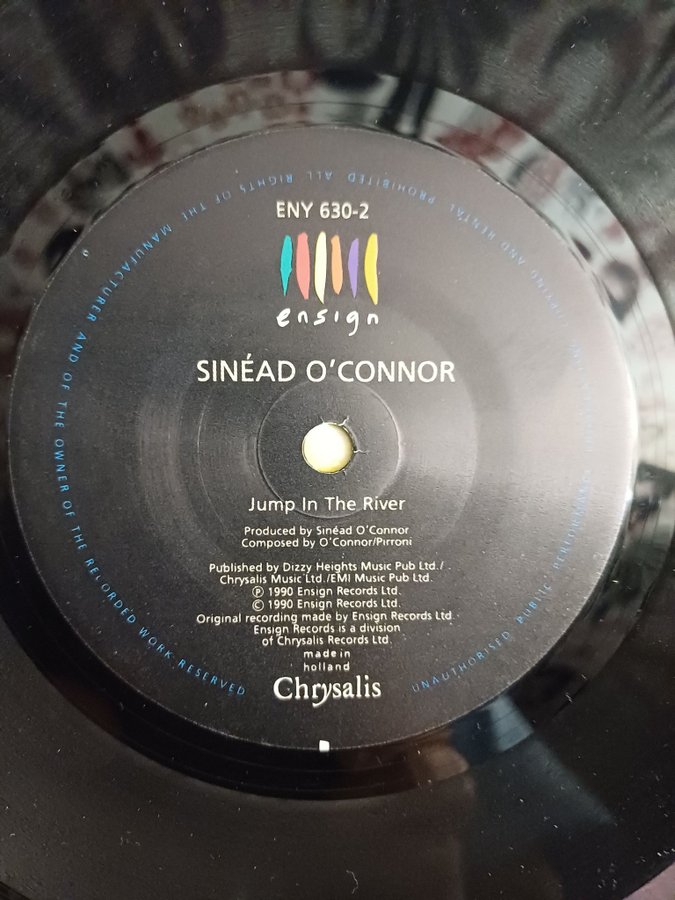 ENY 630-2
ensign
SINÉAD O'CONNOR
Jump In The River
Produced by Sinéad O'Connor
Composed by O'Connor/Pirroni
Published by Dizzy Heights Music Pub Ltd./
Chrysalis Music Ltd./EMI Music Pub Ltd.
Ⓟ 1990 Ensign Records Ltd.
© 1990 Ensign Records Ltd.
Original recording made by Ensign Records Ltd.
Ensign Records is a division
of Chrysalis Records Ltd.
made in
holland
Chrysalis
UNAUTHORISED PUBLIC PERFORMANCE AND RENTAL PROHIBITED ALL RIGHTS OF THE MANUFACTURER AND OF THE OWNER OF THE RECORDED WORK RESERVED